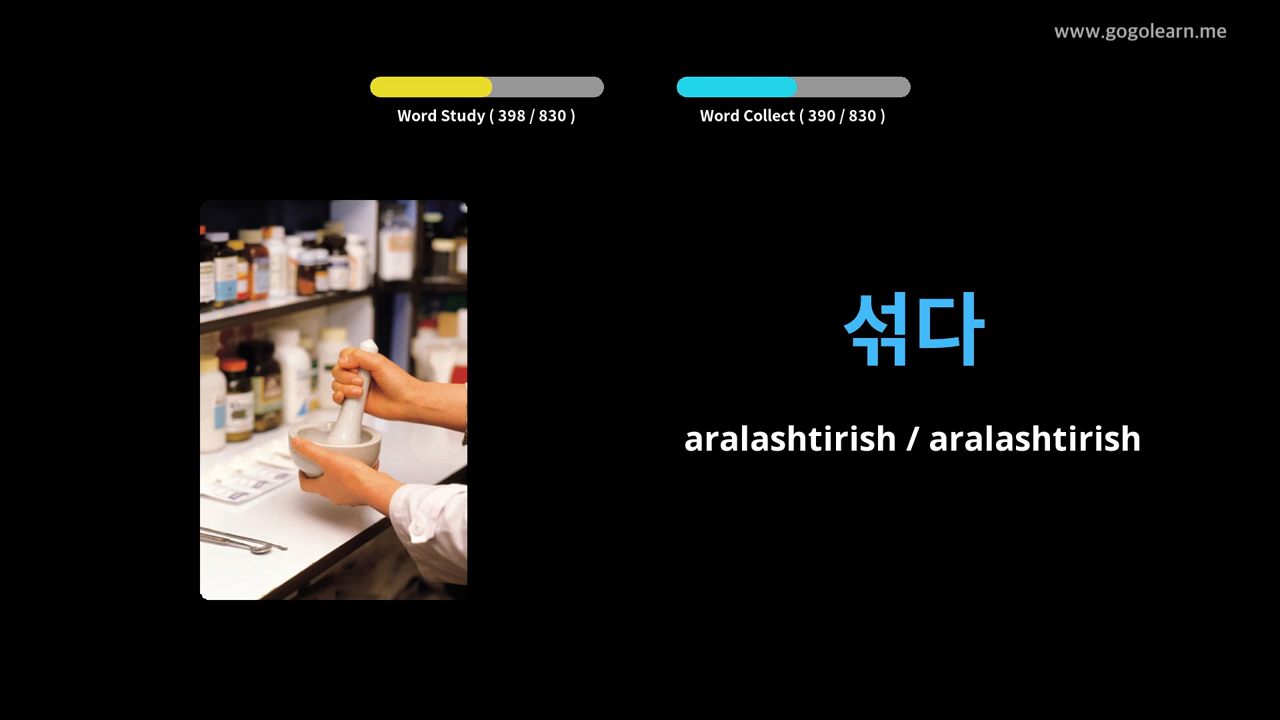 www.gogolearn.me
Word Study ( 398 / 830 )
Word Collect ( 390 / 830 )
섞다
aralashtirish / aralashtirish